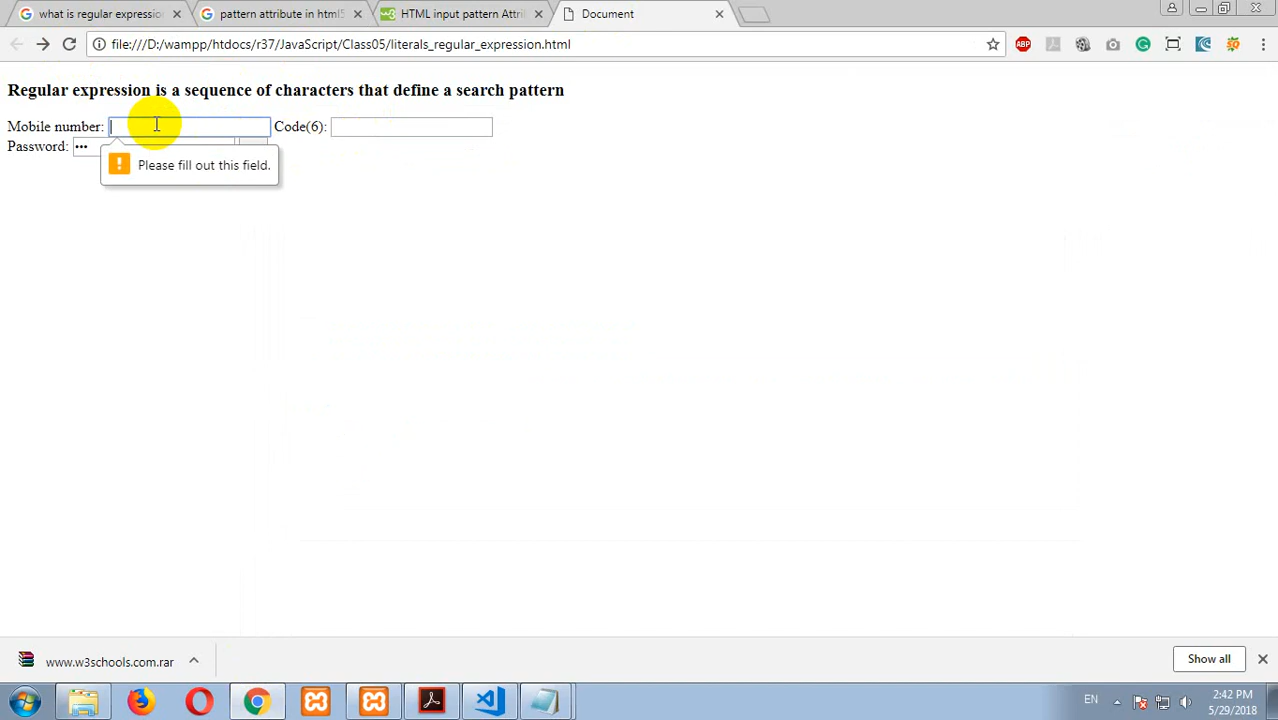 what is regular expression
pattern attribute in html5
HTML input pattern Attri
Document
file:///D:/wampp/htdocs/r37/JavaScript/Class05/literals_regular_expression.html
ABP
Regular expression is a sequence of characters that define a search pattern
Mobile number: Code(6):
Password: •••
Please fill out this field.
www.w3schools.com.rar
Show all
EN
2:42 PM
5/29/2018